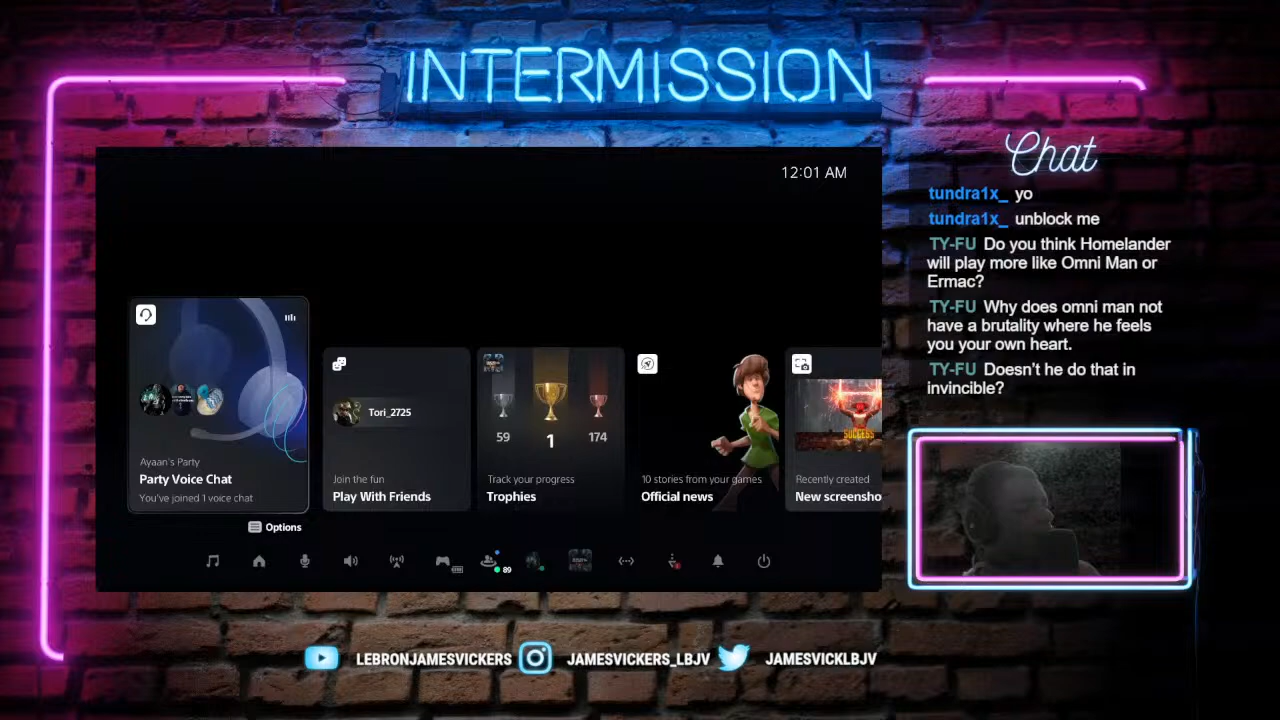 INTERMISSION
12:01 AM
Ayaan's Party
Party Voice Chat
You've joined 1 voice chat
Options
Tori_2725
Join the fun
Play With Friends
59
1
174
Track your progress
Trophies
10 stories from your games
Official news
SUCCESS
Recently created
New screensho
89
Chat
tundra1x_ yo
tundra1x_ unblock me
TY-FU Do you think Homelander
will play more like Omni Man or
Ermac?
TY-FU Why does omni man not
have a brutality where he feels
you your own heart.
TY-FU Doesn't he do that in
invincible?
LEBRONJAMESVICKERS
JAMESVICKERS_LBJV
JAMESVICKLBJV